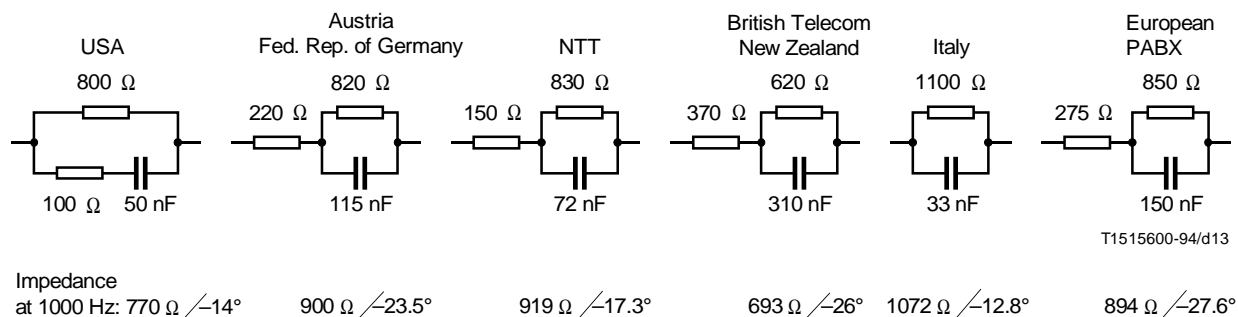 Austria
British Telecom
European
USA Fed. Rep. of Germany NTT New Zealand Italy PABX
800 Ω 820 Ω 830 Ω 620 Ω 1100 Ω 850 Ω
220 Ω 150 Ω 370 Ω 275 Ω
100 Ω 50 nF 115 nF 72 nF 310 nF 33 nF 150 nF
T1515600-94/d13
Impedance
at 1000 Hz: 770 Ω ∕–14° 900 Ω ∕–23.5° 919 Ω ∕–17.3° 693 Ω ∕–26° 1072 Ω ∕–12.8° 894 Ω ∕–27.6°